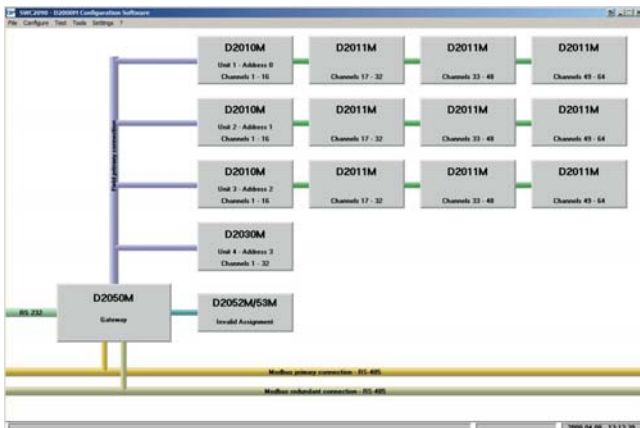 SWC2090 - D2000M Configuration Software
File Configure Test Tools Settings ?
D2010M
Unit 1 - Address 0
Channels 1 - 16
D2011M
Channels 17 - 32
D2011M
Channels 33 - 48
D2011M
Channels 49 - 64
D2010M
Unit 2 - Address 1
Channels 1 - 16
D2011M
Channels 17 - 32
D2011M
Channels 33 - 48
D2011M
Channels 49 - 64
D2010M
Unit 3 - Address 2
Channels 1 - 16
D2011M
Channels 17 - 32
D2011M
Channels 33 - 48
D2011M
Channels 49 - 64
Field primary connection
D2030M
Unit 4 - Address 3
Channels 1 - 32
RS 232
D2050M
Gateway
D2052M/53M
Invalid Assignment
Modbus primary connection - RS-485
Modbus redundant connection - RS-485